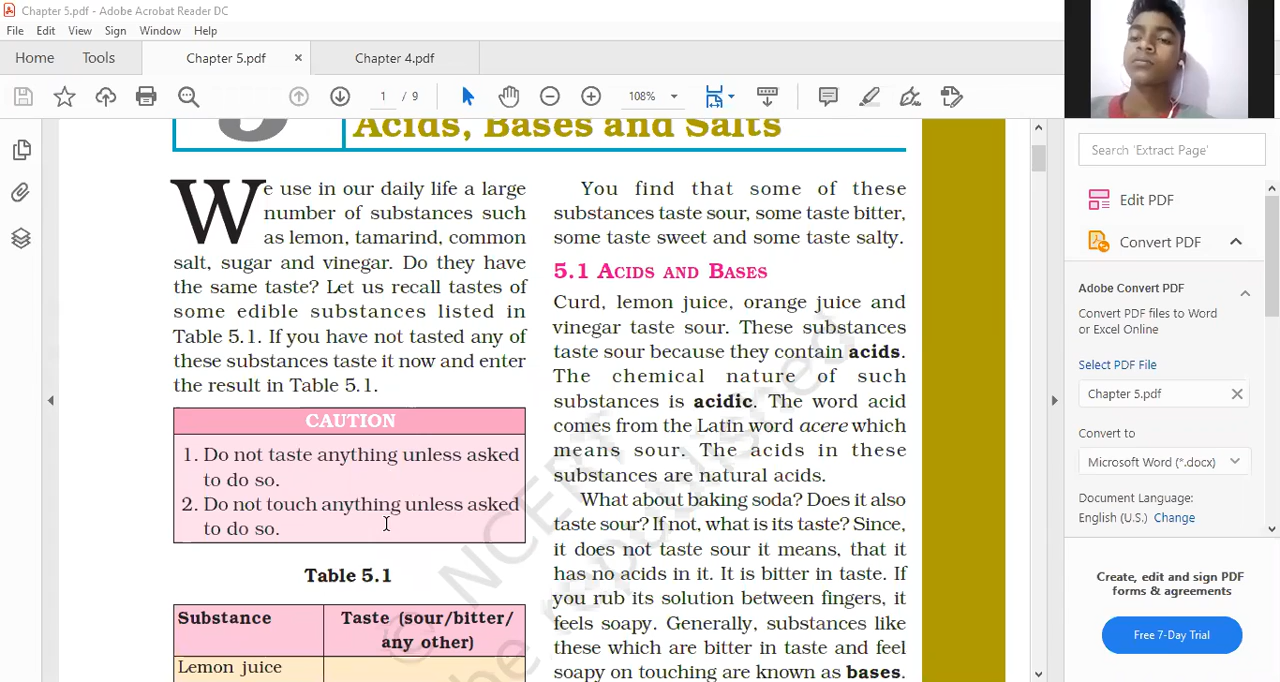 Chapter 5.pdf - Adobe Acrobat Reader DC
File Edit View Sign Window Help
Home Tools Chapter 5.pdf × Chapter 4.pdf
1 / 9 108%
Acids, Bases and Salts
We use in our daily life a large
number of substances such
as lemon, tamarind, common
salt, sugar and vinegar. Do they have
the same taste? Let us recall tastes of
some edible substances listed in
Table 5.1. If you have not tasted any of
these substances taste it now and enter
the result in Table 5.1.
CAUTION
1. Do not taste anything unless asked
to do so.
2. Do not touch anything unless asked
to do so.
Table 5.1
Substance Taste (sour/bitter/
any other)
Lemon juice
You find that some of these
substances taste sour, some taste bitter,
some taste sweet and some taste salty.
5.1 ACIDS AND BASES
Curd, lemon juice, orange juice and
vinegar taste sour. These substances
taste sour because they contain acids.
The chemical nature of such
substances is acidic. The word acid
comes from the Latin word acere which
means sour. The acids in these
substances are natural acids.
What about baking soda? Does it also
taste sour? If not, what is its taste? Since,
it does not taste sour it means, that it
has no acids in it. It is bitter in taste. If
you rub its solution between fingers, it
feels soapy. Generally, substances like
these which are bitter in taste and feel
soapy on touching are known as bases.
© NCERT
be republished
Search 'Extract Page'
Edit PDF
Convert PDF
Adobe Convert PDF
Convert PDF files to Word
or Excel Online
Select PDF File
Chapter 5.pdf
Convert to
Microsoft Word (*.docx)
Document Language:
English (U.S.) Change
Create, edit and sign PDF
forms & agreements
Free 7-Day Trial